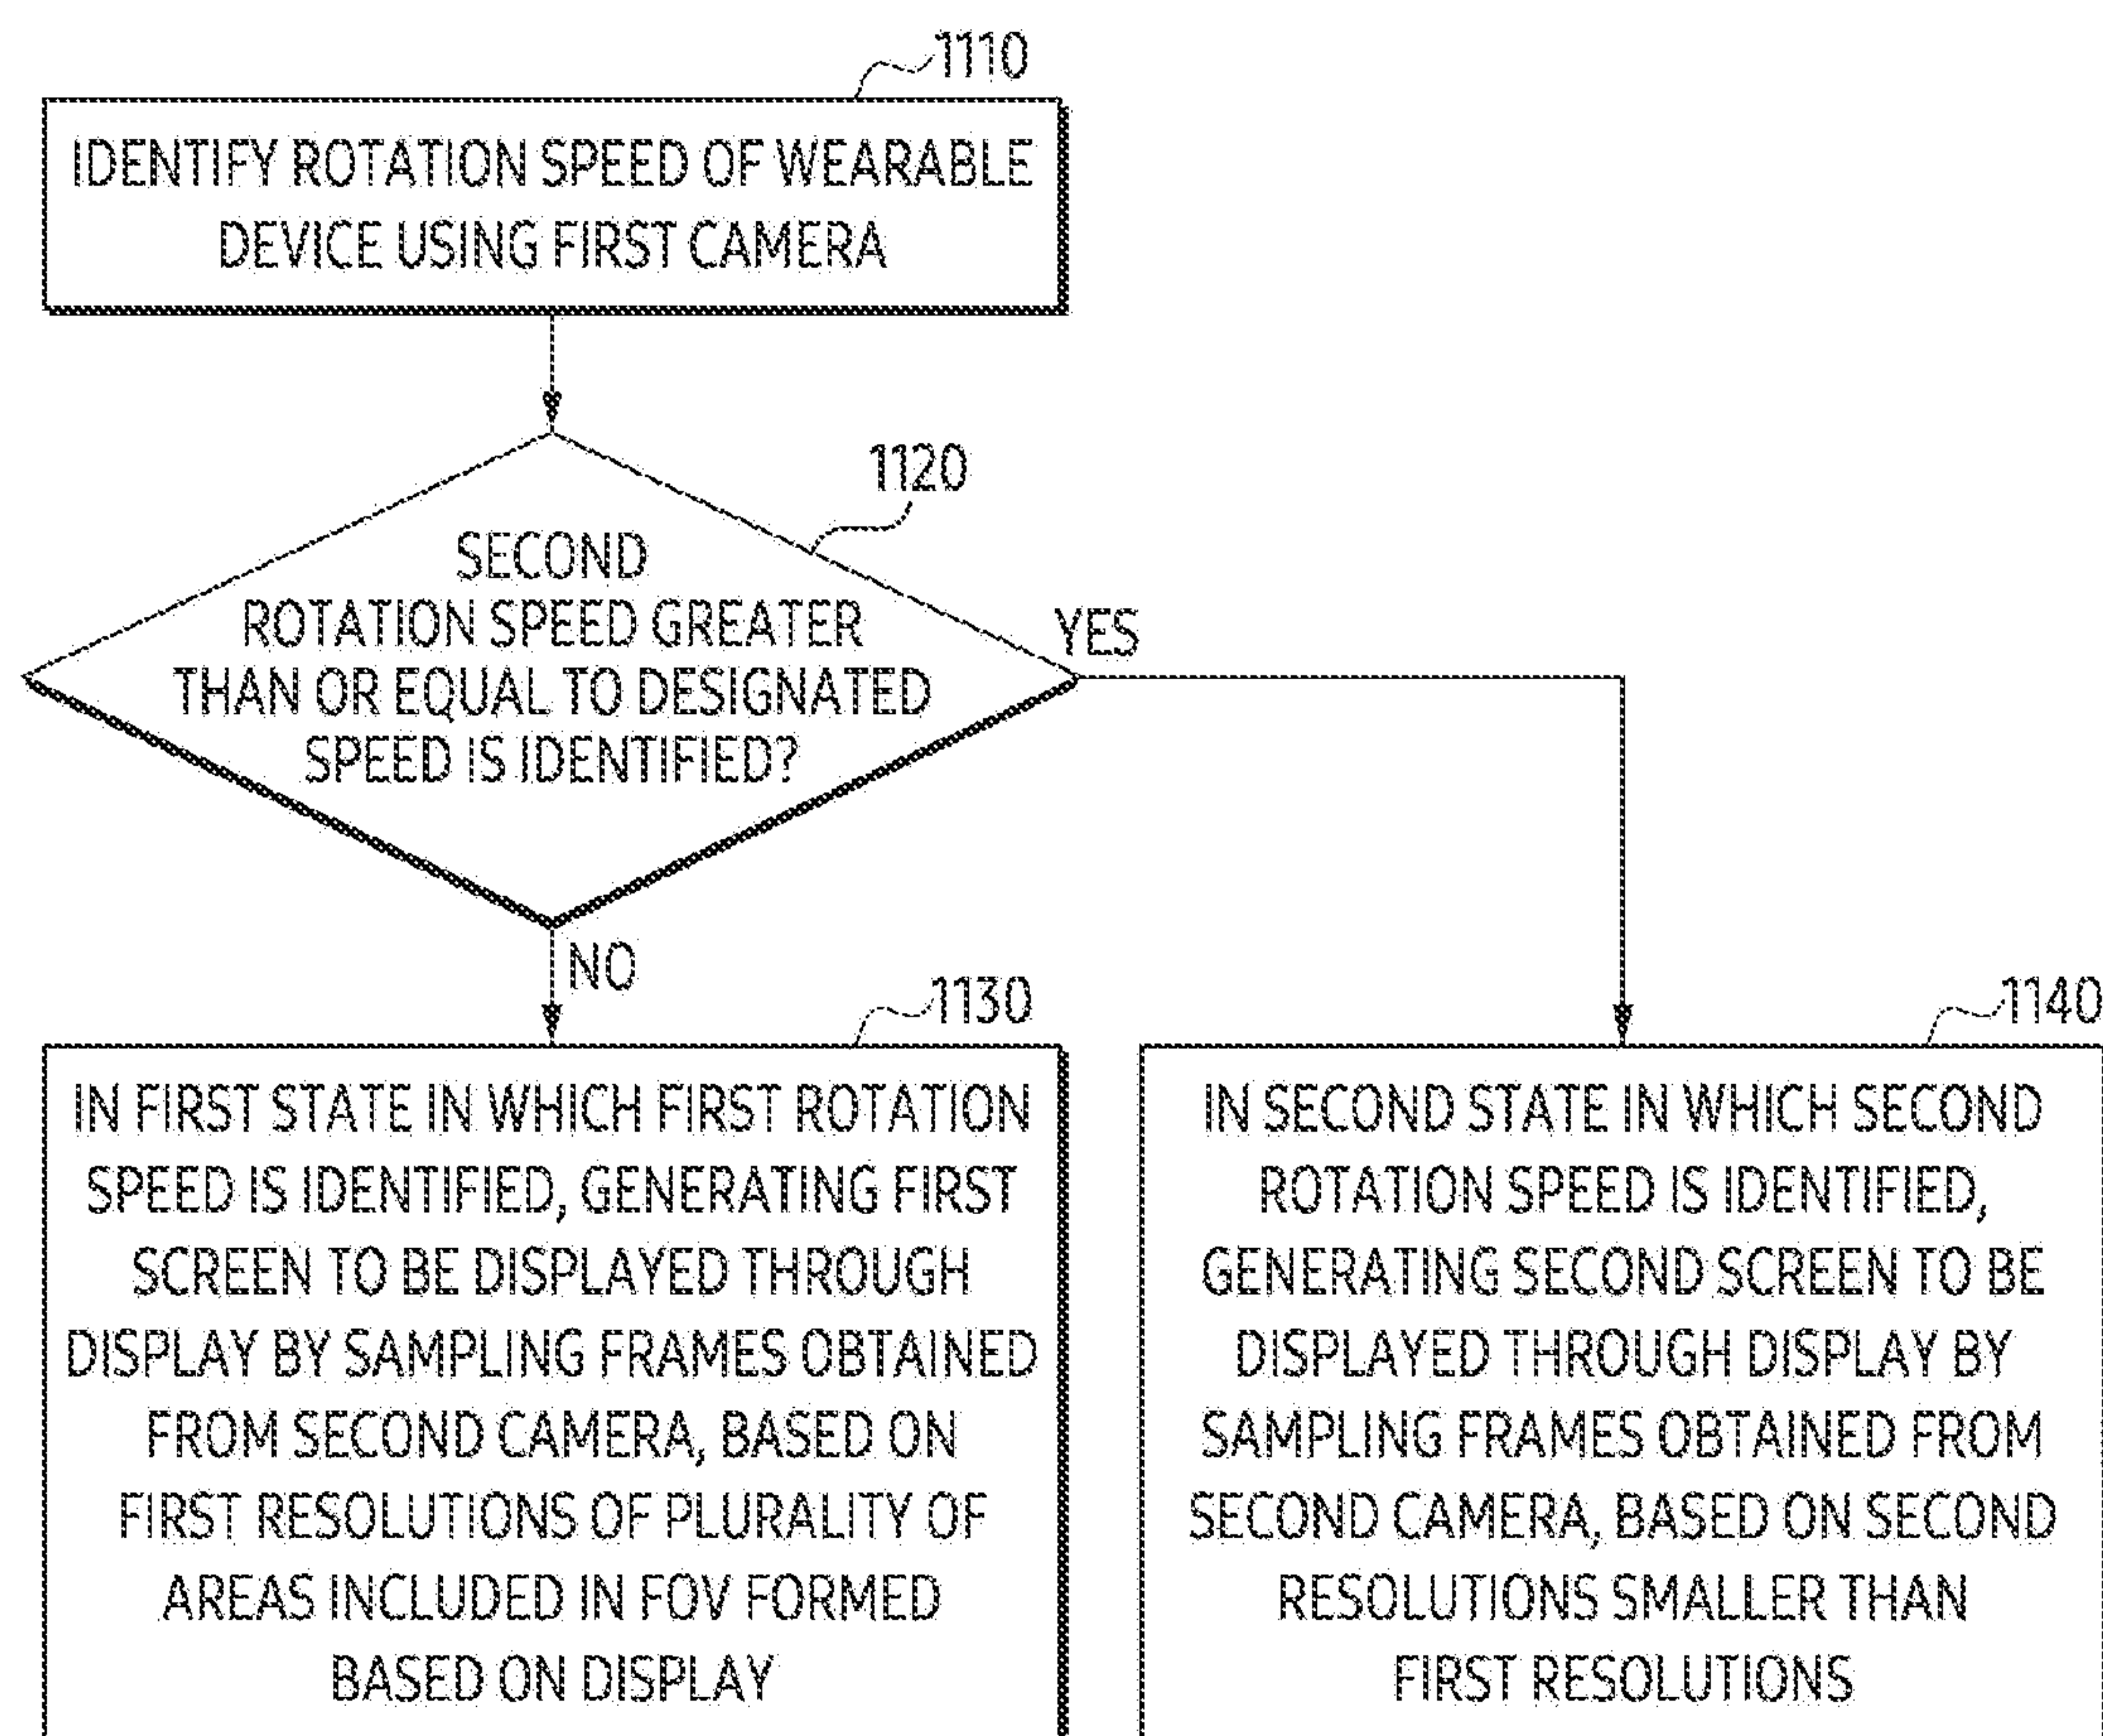 1110
IDENTIFY ROTATION SPEED OF WEARABLE
DEVICE USING FIRST CAMERA
1120
SECOND
ROTATION SPEED GREATER
THAN OR EQUAL TO DESIGNATED
SPEED IS IDENTIFIED?
YES
NO
1130
IN FIRST STATE IN WHICH FIRST ROTATION
SPEED IS IDENTIFIED, GENERATING FIRST
SCREEN TO BE DISPLAYED THROUGH
DISPLAY BY SAMPLING FRAMES OBTAINED
FROM SECOND CAMERA, BASED ON
FIRST RESOLUTIONS OF PLURALITY OF
AREAS INCLUDED IN FOV FORMED
BASED ON DISPLAY
1140
IN SECOND STATE IN WHICH SECOND
ROTATION SPEED IS IDENTIFIED,
GENERATING SECOND SCREEN TO BE
DISPLAYED THROUGH DISPLAY BY
SAMPLING FRAMES OBTAINED FROM
SECOND CAMERA, BASED ON SECOND
RESOLUTIONS SMALLER THAN
FIRST RESOLUTIONS